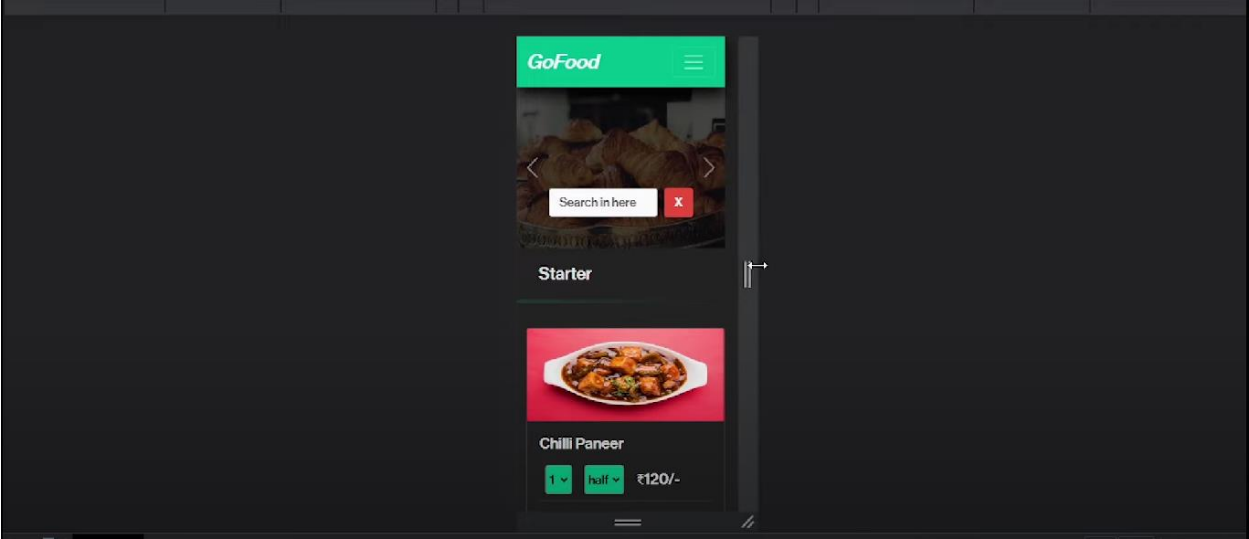 GoFood
Search in here X
Starter
Chilli Paneer
1 half ₹120/-